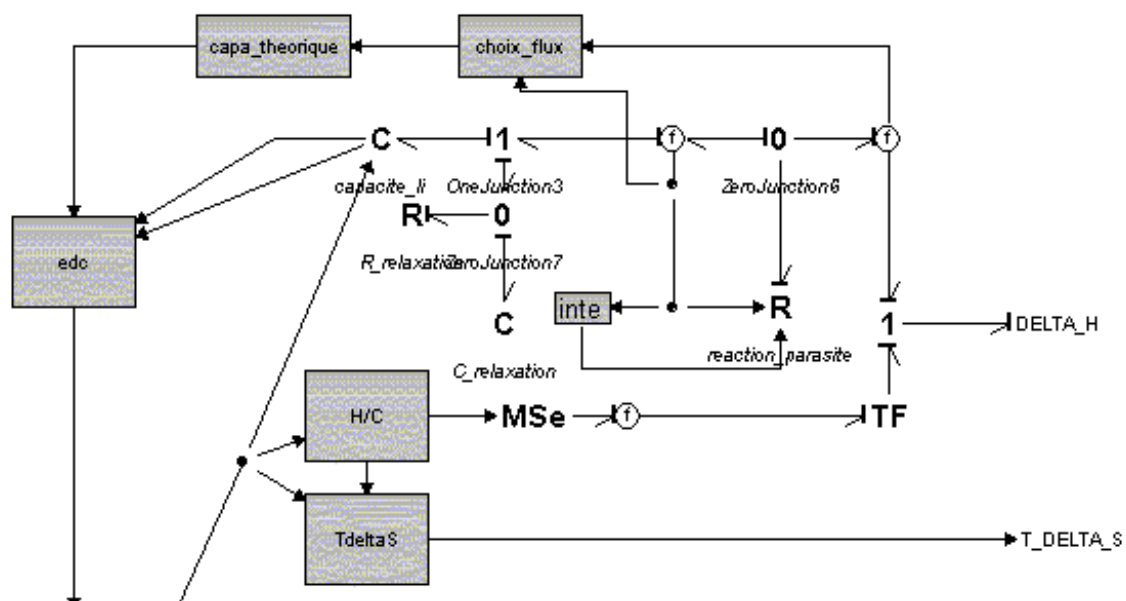 capa_theorique
choix_flux
C
1
f
0
f
capacite_li
OneJunction3
ZeroJunction6
R
0
edc
R_relaxation
ZeroJunction7
inte
C
R
1
DELTA_H
reaction_parasite
C_relaxation
H/C
MSe
f
TF
TdeltaS
T_DELTA_S